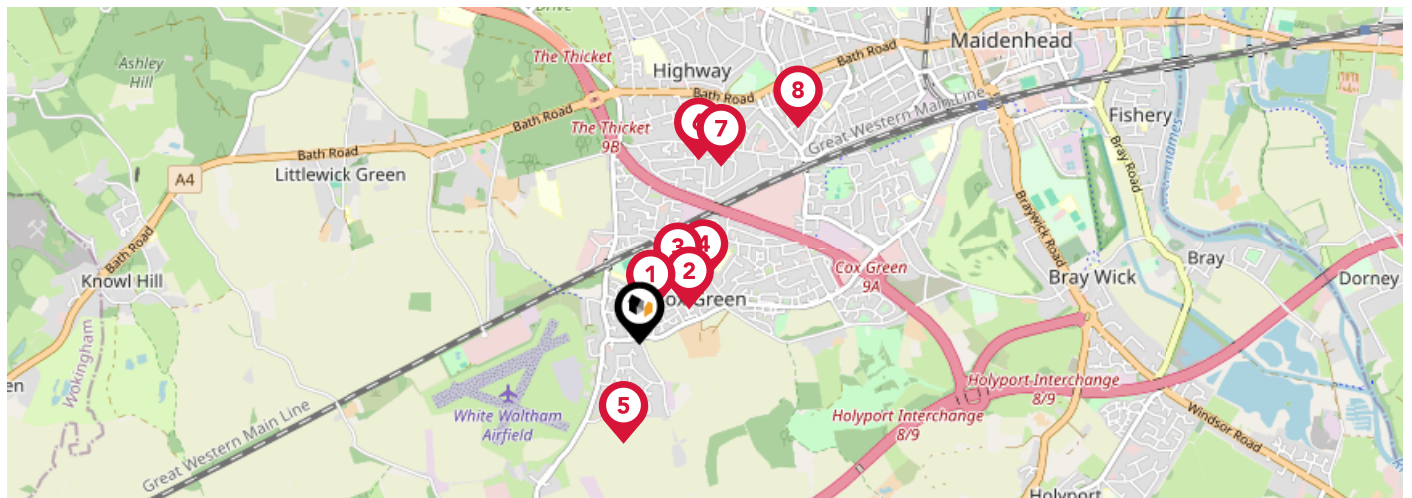 Drive
Ashley
Hill
The Thicket
Highway
Bath Road
Maidenhead
8
Bath Road
Bath Road
The Thicket
9B
7
Great Western Main Line
Fishery
Thames
Bray Road
Bath Road
Littlewick Green
A4
Braywick Road
Bath Road
3
4
1
2
Cox Green
9A
Bray
Bray Wick
Dorney
Knowl Hill
Green
Wokingham
5
White Waltham
Airfield
Holyport Interchange
8/9
Holyport Interchange
8/9
Windsor Road
Great Western Main Line
Holyport